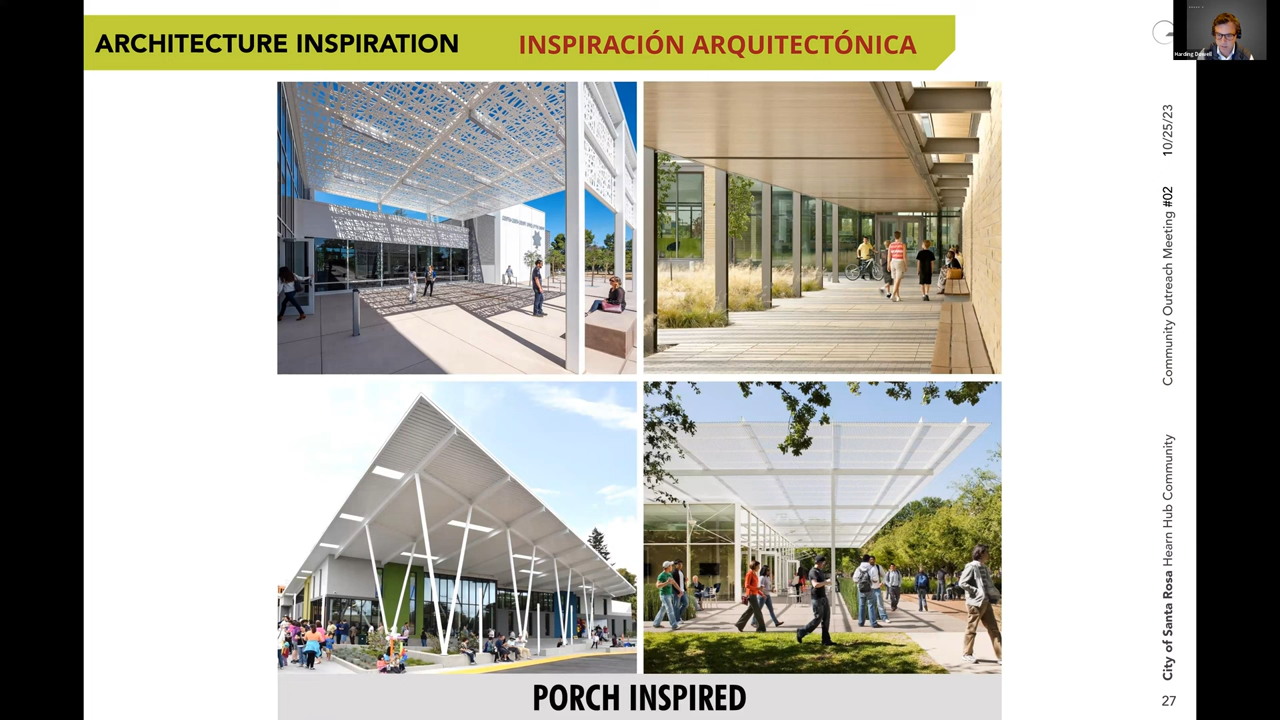 ARCHITECTURE INSPIRATION
INSPIRACIÓN ARQUITECTÓNICA
Harding Dowell
10/25/23
Community Outreach Meeting #02
City of Santa Rosa Hearn Hub Community
27
PORCH INSPIRED